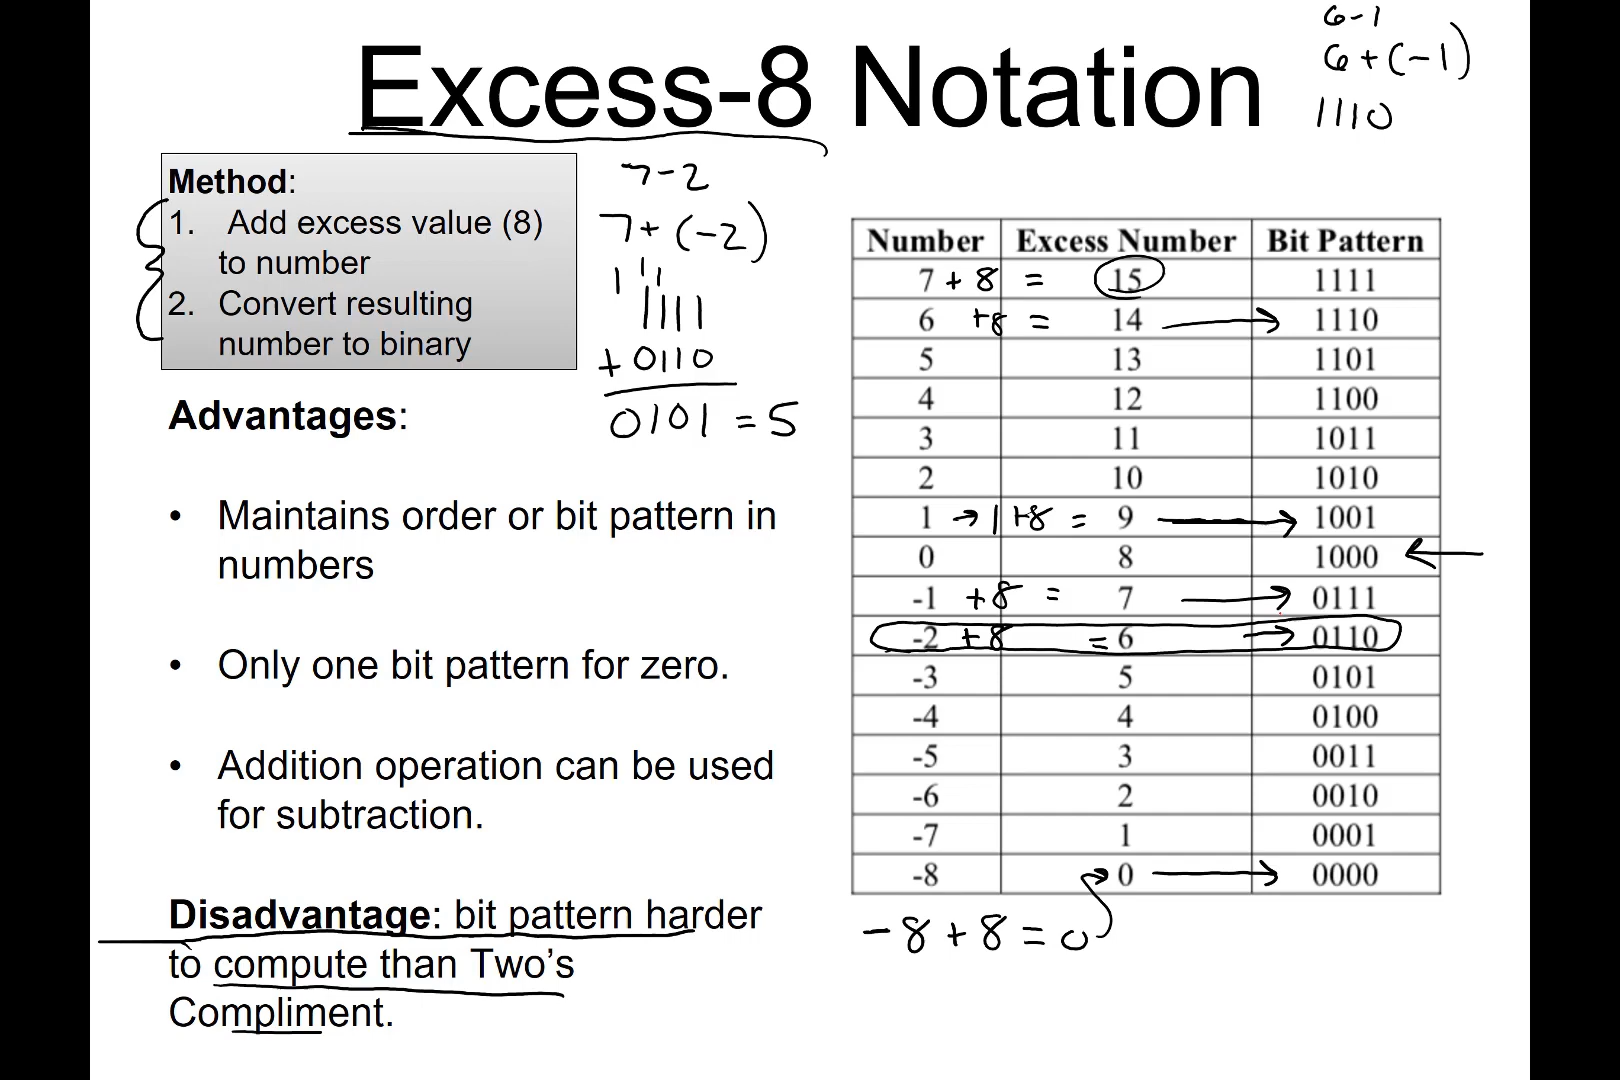 Excess-8 Notation
6-1
6+(-1)
1110
Method:
1. Add excess value (8)
to number
2. Convert resulting
number to binary
7-2
7+(-2)
1 1 1
1111
+0110
0101 = 5
Advantages:
• Maintains order or bit pattern in
numbers
• Only one bit pattern for zero.
• Addition operation can be used
for subtraction.
Disadvantage: bit pattern harder
to compute than Two's
Compliment.
Number Excess Number Bit Pattern
7 +8 = 15 1111
6 +8 = 14 → 1110
5 13 1101
4 12 1100
3 11 1011
2 10 1010
1 → 1+8 = 9 → 1001
0 8 1000 ←
-1 +8 = 7 → 0111
-2 +8 = 6 → 0110
-3 5 0101
-4 4 0100
-5 3 0011
-6 2 0010
-7 1 0001
-8 0 → 0000
-8+8=0